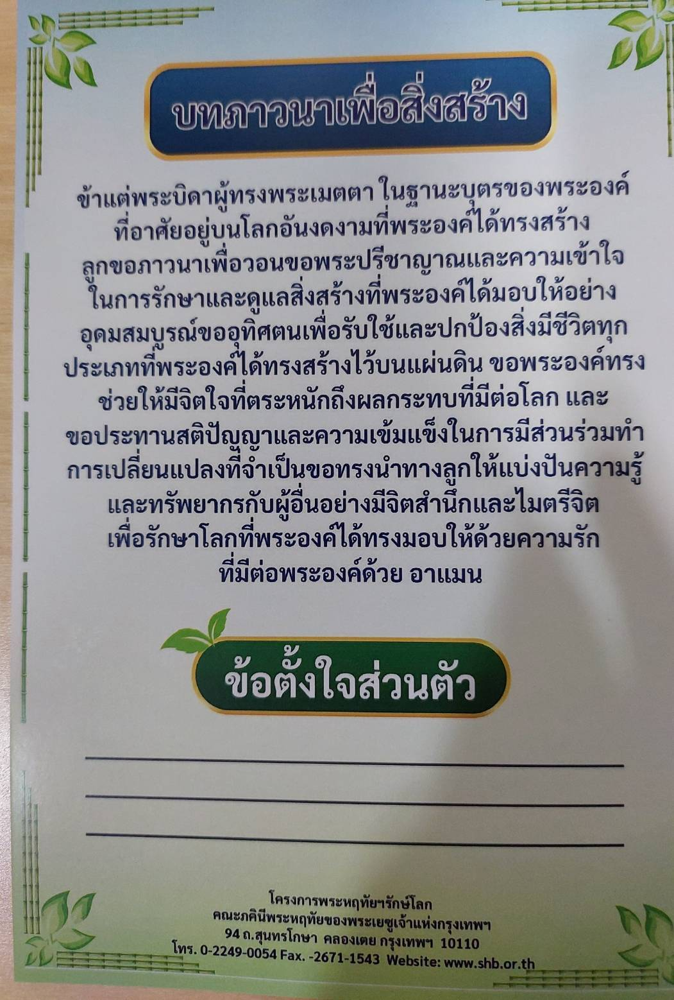 บทภาวนาเพื่อสิ่งสร้าง
ข้าแต่พระบิดาผู้ทรงพระเมตตา ในฐานะบุตรของพระองค์
ที่อาศัยอยู่บนโลกอันงดงามที่พระองค์ได้ทรงสร้าง
ลูกขอภาวนาเพื่อวอนขอพระปรีชาญาณและความเข้าใจ
ในการรักษาและดูแลสิ่งสร้างที่พระองค์ได้มอบให้อย่าง
อุดมสมบูรณ์ขออุทิศตนเพื่อรับใช้และปกป้องสิ่งมีชีวิตทุก
ประเภทที่พระองค์ได้ทรงสร้างไว้บนแผ่นดิน ขอพระองค์ทรง
ช่วยให้มีจิตใจที่ตระหนักถึงผลกระทบที่มีต่อโลก และ
ขอประทานสติปัญญาและความเข้มแข็งในการมีส่วนร่วมทำ
การเปลี่ยนแปลงที่จำเป็นขอทรงนำทางลูกให้แบ่งปันความรู้
และทรัพยากรกับผู้อื่นอย่างมีจิตสำนึกและไมตรีจิต
เพื่อรักษาโลกที่พระองค์ได้ทรงมอบให้ด้วยความรัก
ที่มีต่อพระองค์ด้วย อาแมน
ข้อตั้งใจส่วนตัว
โครงการพระหฤทัยฯรักษ์โลก
คณะภคินีพระหฤทัยของพระเยซูเจ้าแห่งกรุงเทพฯ
94 ถ.สุนทรโกษา คลองเตย กรุงเทพฯ 10110
โทร. 0-2249-0054 Fax. -2671-1543 Website: www.shb.or.th